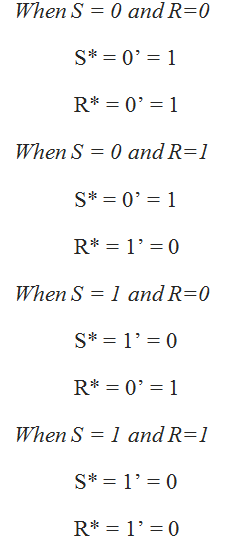 When S = 0 and R=0
S* = 0’ = 1
R* = 0’ = 1
When S = 0 and R=1
S* = 0’ = 1
R* = 1’ = 0
When S = 1 and R=0
S* = 1’ = 0
R* = 0’ = 1
When S = 1 and R=1
S* = 1’ = 0
R* = 1’ = 0